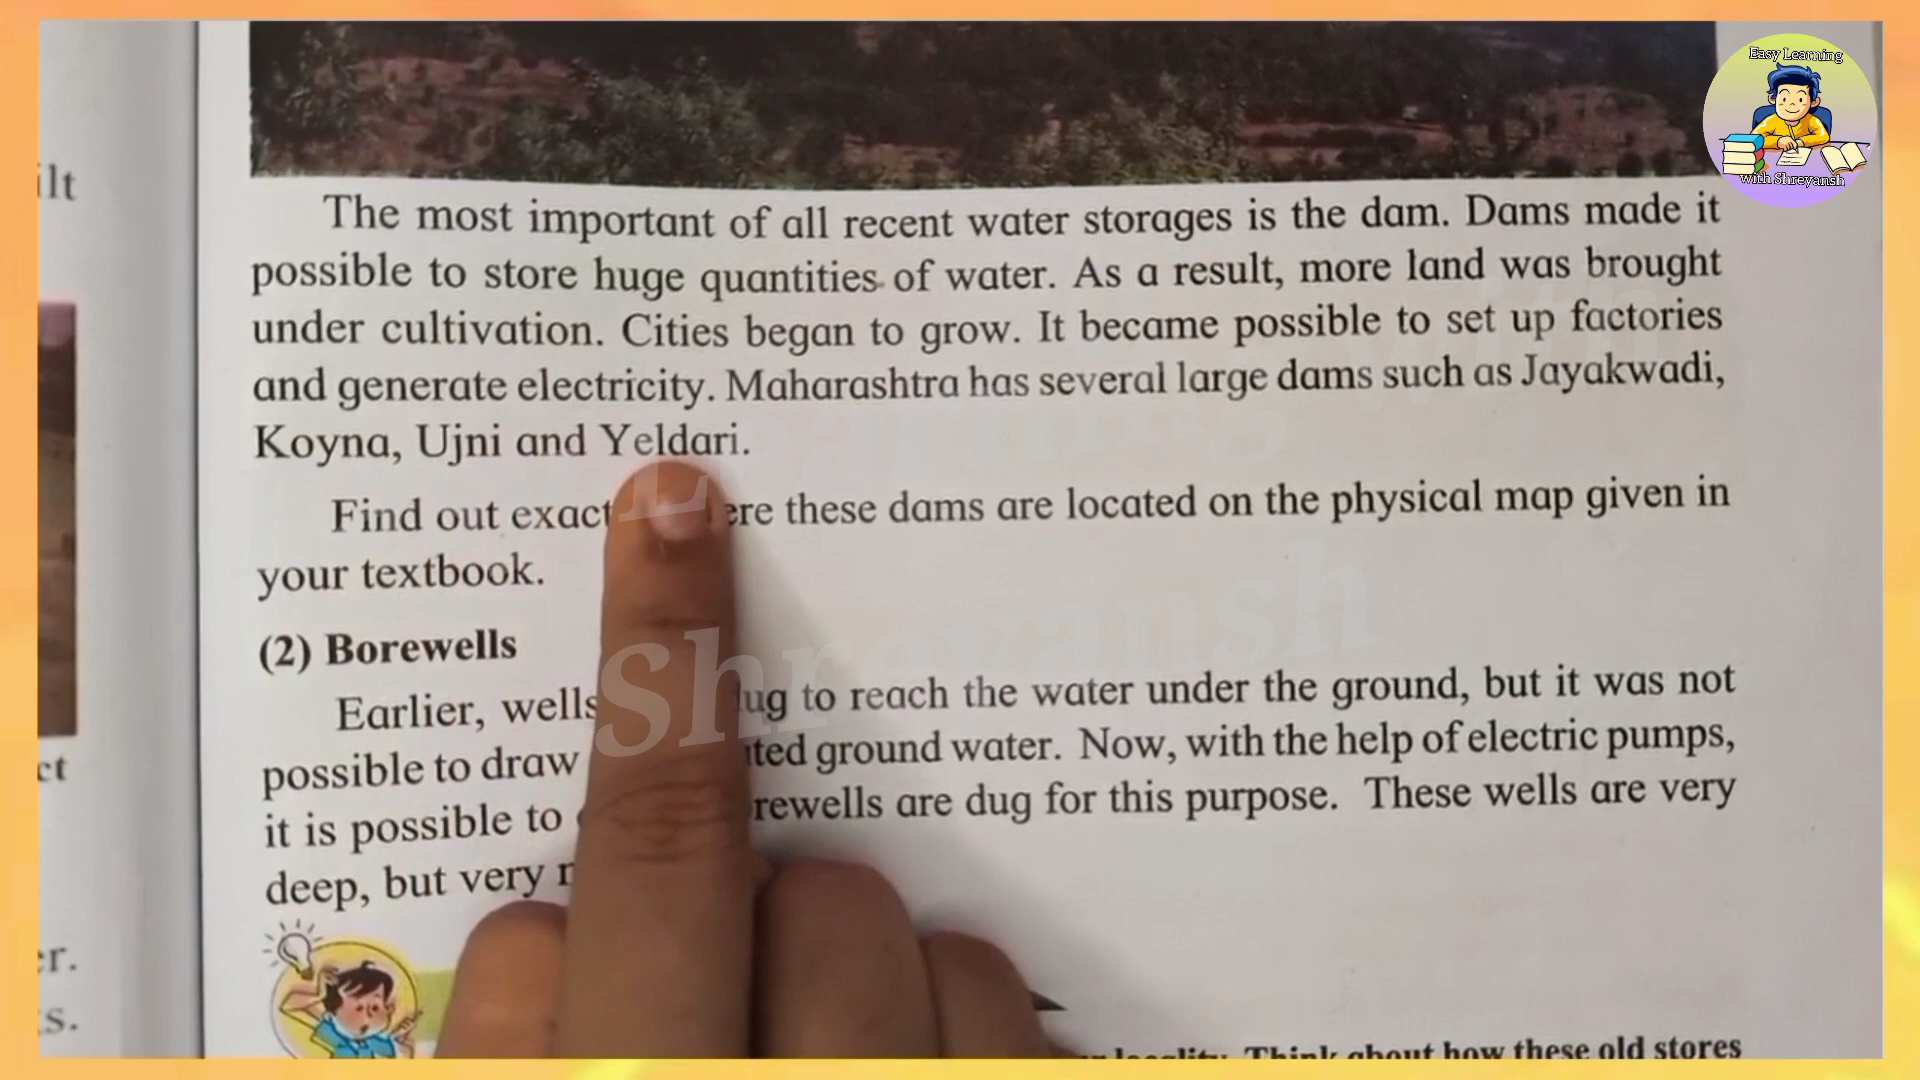 Easy Learning
with Shreyansh
ilt
The most important of all recent water storages is the dam. Dams made it
possible to store huge quantities of water. As a result, more land was brought
under cultivation. Cities began to grow. It became possible to set up factories
and generate electricity. Maharashtra has several large dams such as Jayakwadi,
Koyna, Ujni and Yeldari.
Find out exact ere these dams are located on the physical map given in
your textbook.
(2) Borewells
Earlier, wells ug to reach the water under the ground, but it was not
possible to draw ted ground water. Now, with the help of electric pumps,
it is possible to rewells are dug for this purpose. These wells are very
deep, but very
ct
er.
s.
Think about how these old stores
Learning with
Shreyansh